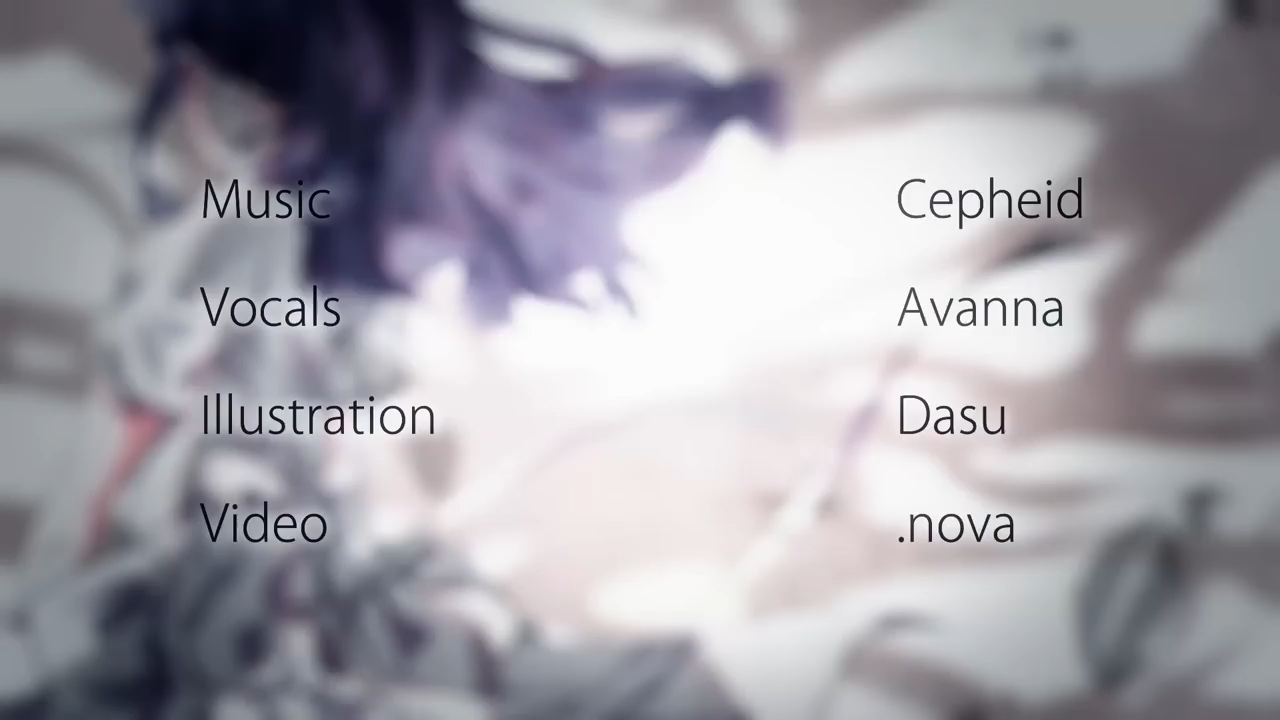 Music Cepheid
Vocals Avanna
Illustration Dasu
Video .nova